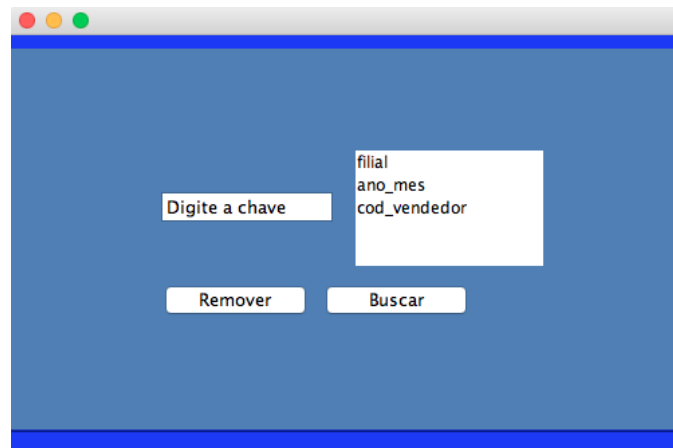 Digite a chave
filial
ano_mes
cod_vendedor
Remover
Buscar